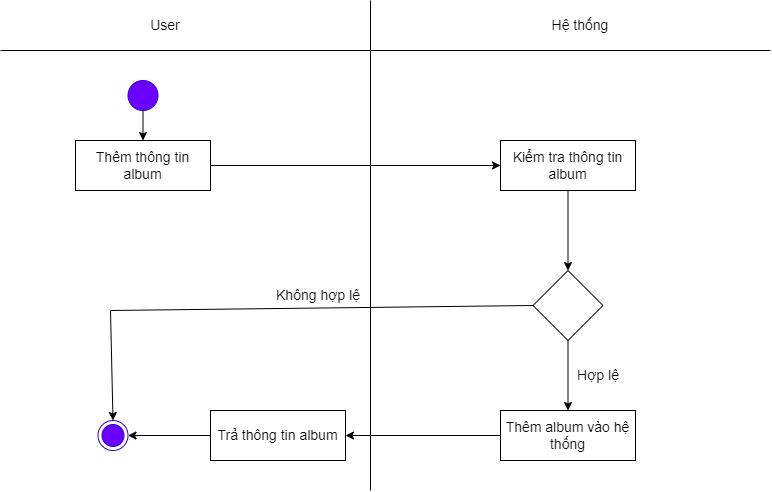 User
Hệ thống
Thêm thông tin
album
Kiểm tra thông tin
album
Không hợp lệ
Hợp lệ
Trả thông tin album
Thêm album vào hệ
thống